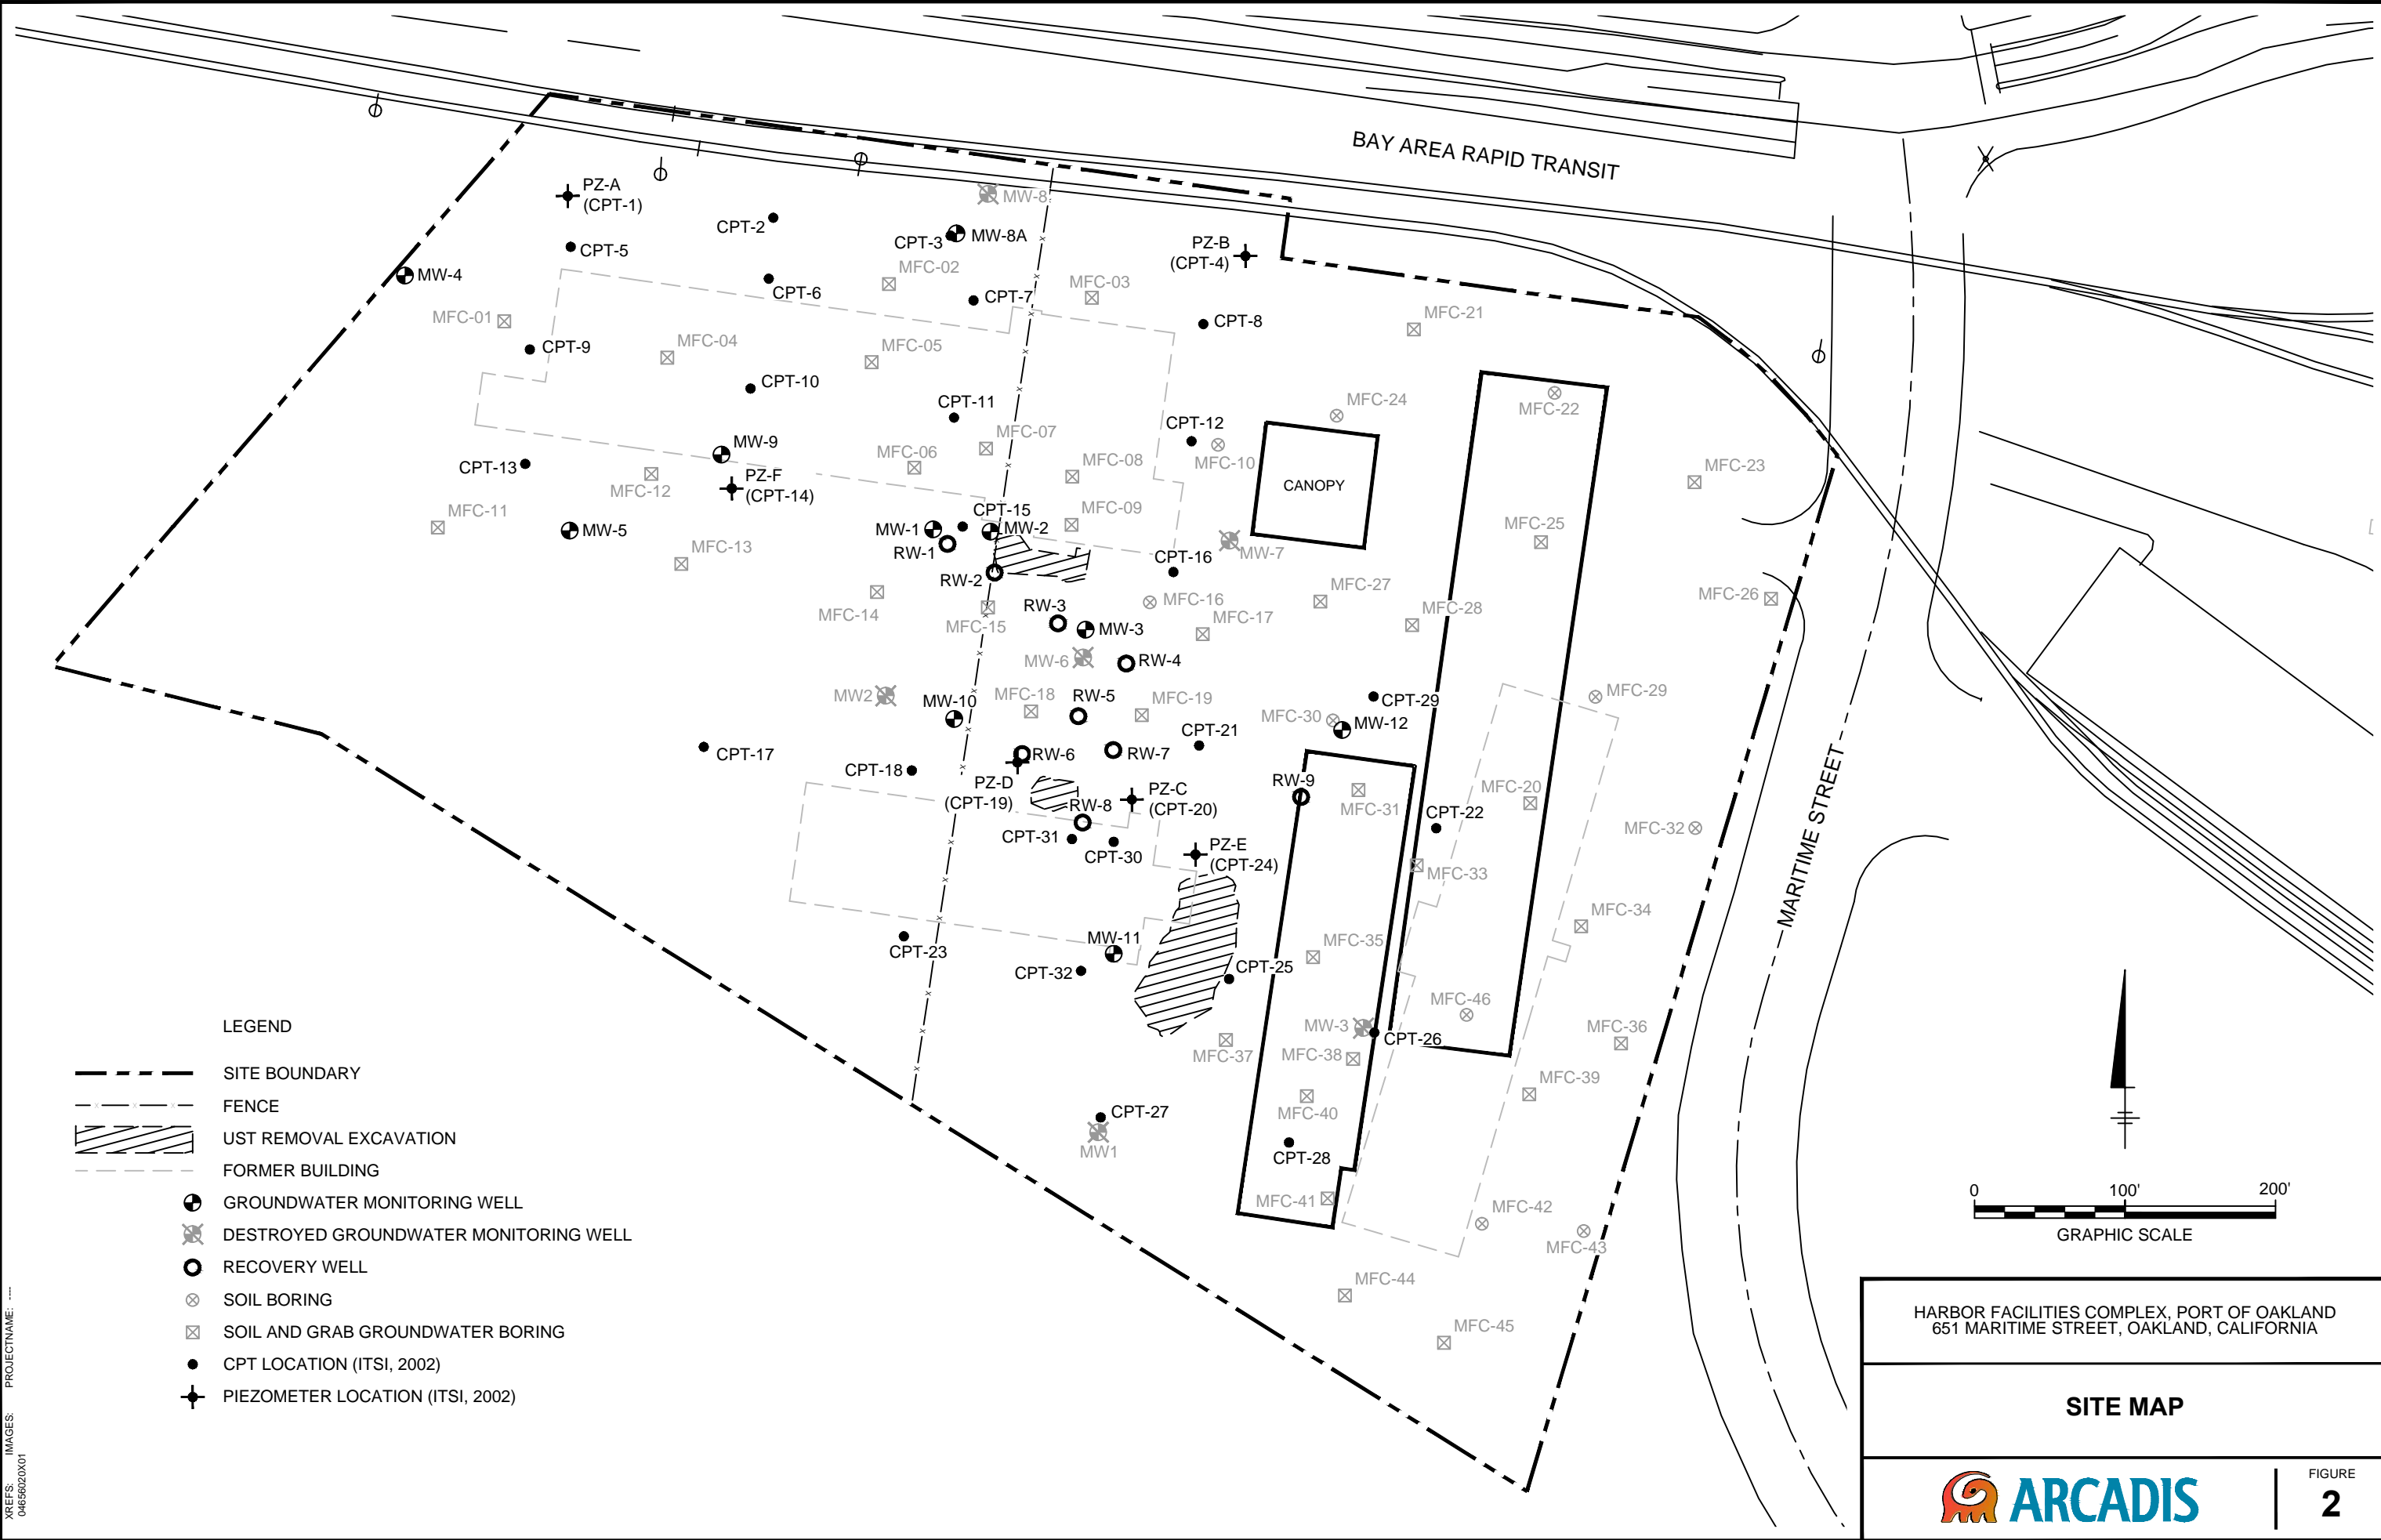 BAY AREA RAPID TRANSIT
PZ-A
(CPT-1)
MW-8
CPT-2
CPT-3
MW-8A
PZ-B
(CPT-4)
CPT-5
MW-4
MFC-02
CPT-6
CPT-7
MFC-03
MFC-01
CPT-8
MFC-21
CPT-9
MFC-04
MFC-05
CPT-10
CPT-11
MFC-24
MFC-22
CPT-12
MFC-07
MW-9
MFC-06
MFC-08
MFC-10
CPT-13
MFC-23
MFC-12
PZ-F
(CPT-14)
CANOPY
MFC-11
CPT-15
MFC-09
MW-5
MW-1
MW-2
MFC-25
MFC-13
RW-1
CPT-16
MW-7
RW-2
MFC-27
MFC-26
MFC-14
MFC-15
RW-3
MFC-16
MFC-17
MFC-28
MW-3
MW-6
RW-4
MW2
MW-10
MFC-18
RW-5
MFC-19
CPT-29
MFC-29
MFC-30
MW-12
CPT-17
CPT-18
RW-6
RW-7
CPT-21
PZ-D
(CPT-19)
RW-8
PZ-C
(CPT-20)
RW-9
MFC-31
MFC-20
CPT-22
MFC-32
MARITIME STREET
CPT-31
CPT-30
PZ-E
(CPT-24)
MFC-33
MFC-34
CPT-23
MW-11
CPT-32
CPT-25
MFC-35
MFC-46
MW-3
CPT-26
MFC-36
MFC-37
MFC-38
MFC-39
MFC-40
CPT-27
MW1
CPT-28
MFC-41
MFC-42
MFC-43
MFC-44
MFC-45
LEGEND
SITE BOUNDARY
FENCE
UST REMOVAL EXCAVATION
FORMER BUILDING
GROUNDWATER MONITORING WELL
DESTROYED GROUNDWATER MONITORING WELL
RECOVERY WELL
SOIL BORING
SOIL AND GRAB GROUNDWATER BORING
CPT LOCATION (ITSI, 2002)
PIEZOMETER LOCATION (ITSI, 2002)
0 100' 200'
GRAPHIC SCALE
HARBOR FACILITIES COMPLEX, PORT OF OAKLAND
651 MARITIME STREET, OAKLAND, CALIFORNIA
SITE MAP
ARCADIS
FIGURE
2
XREFS: IMAGES: PROJECTNAME: ----
04656020X01